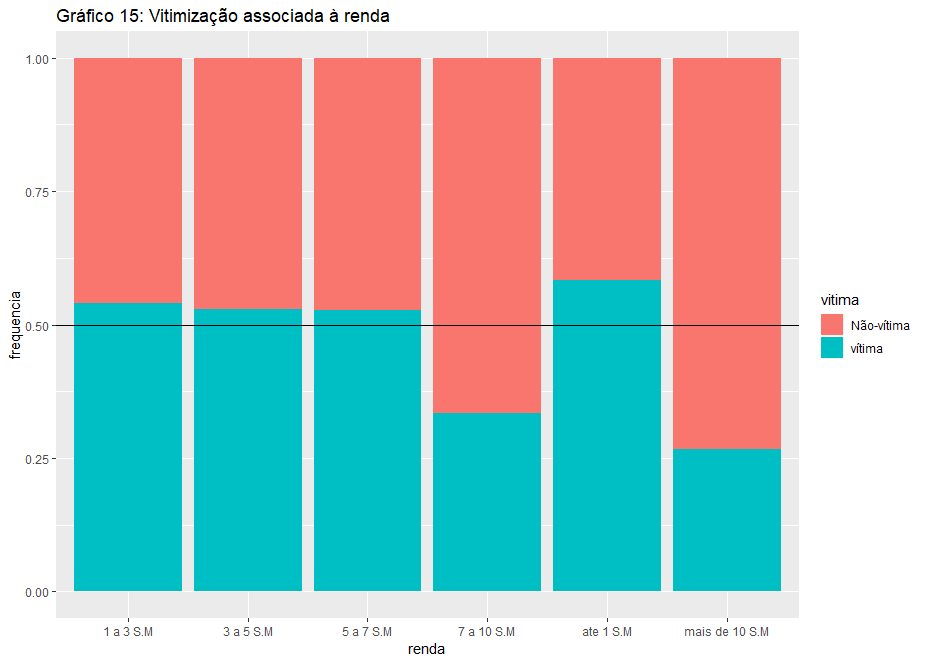 Gráfico 15: Vitimização associada à renda
1.00
0.75
0.50
0.25
0.00
frequencia
1 a 3 S.M
3 a 5 S.M
5 a 7 S.M
7 a 10 S.M
ate 1 S.M
mais de 10 S.M
renda
vitima
Não-vítima
vítima